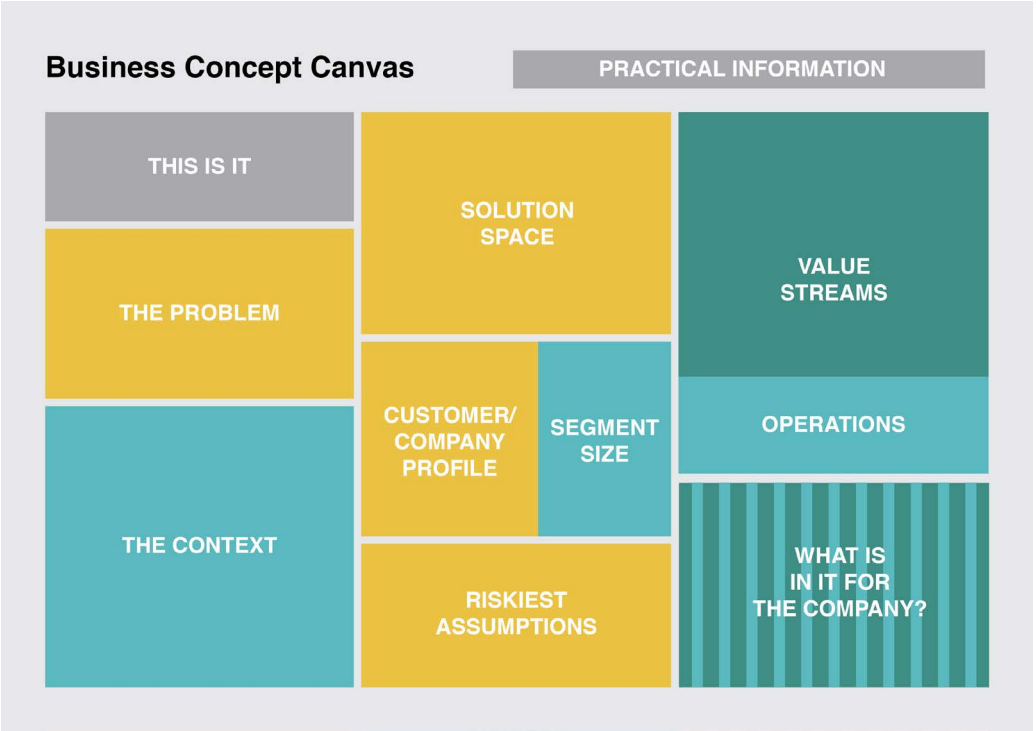 Business Concept Canvas
PRACTICAL INFORMATION
THIS IS IT
THE PROBLEM
THE CONTEXT
SOLUTION
SPACE
CUSTOMER/
COMPANY
PROFILE
SEGMENT
SIZE
RISKIEST
ASSUMPTIONS
VALUE
STREAMS
OPERATIONS
WHAT IS
IN IT FOR
THE COMPANY?